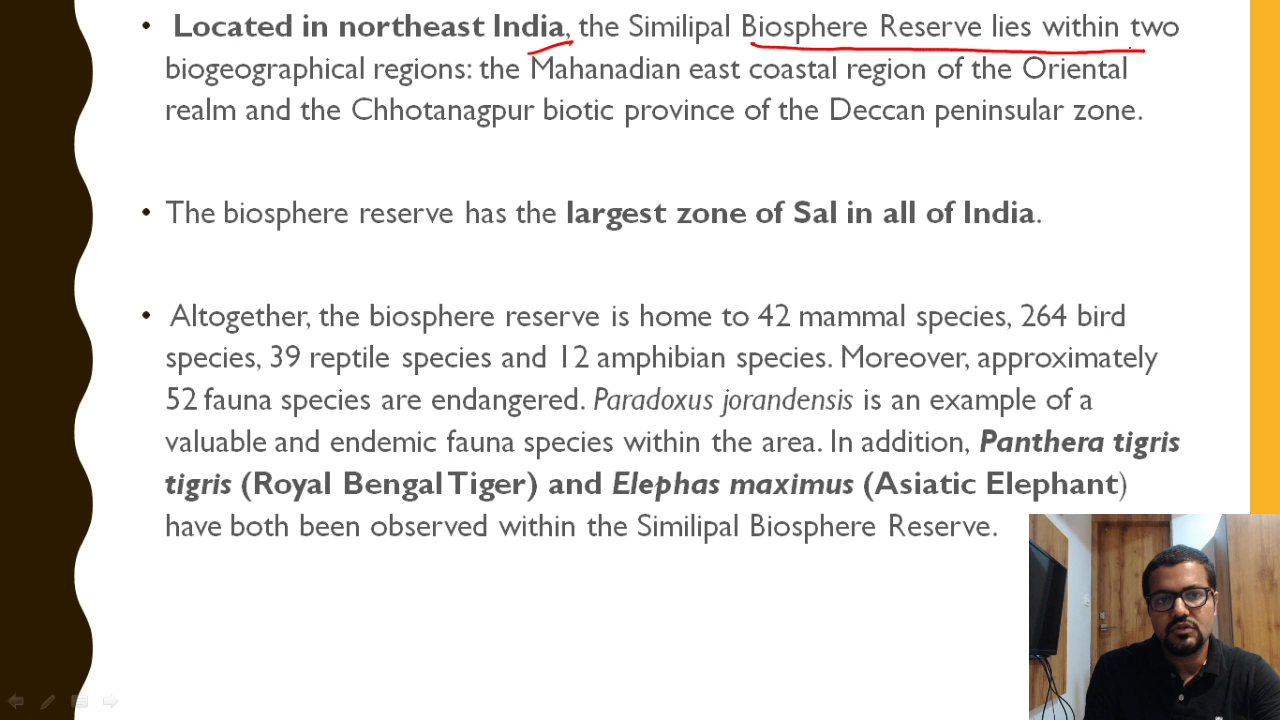 • Located in northeast India, the Similipal Biosphere Reserve lies within two
biogeographical regions: the Mahanadian east coastal region of the Oriental
realm and the Chhotanagpur biotic province of the Deccan peninsular zone.
• The biosphere reserve has the largest zone of Sal in all of India.
• Altogether, the biosphere reserve is home to 42 mammal species, 264 bird
species, 39 reptile species and 12 amphibian species. Moreover, approximately
52 fauna species are endangered. Paradoxus jorandensis is an example of a
valuable and endemic fauna species within the area. In addition, Panthera tigris
tigris (Royal Bengal Tiger) and Elephas maximus (Asiatic Elephant)
have both been observed within the Similipal Biosphere Reserve.